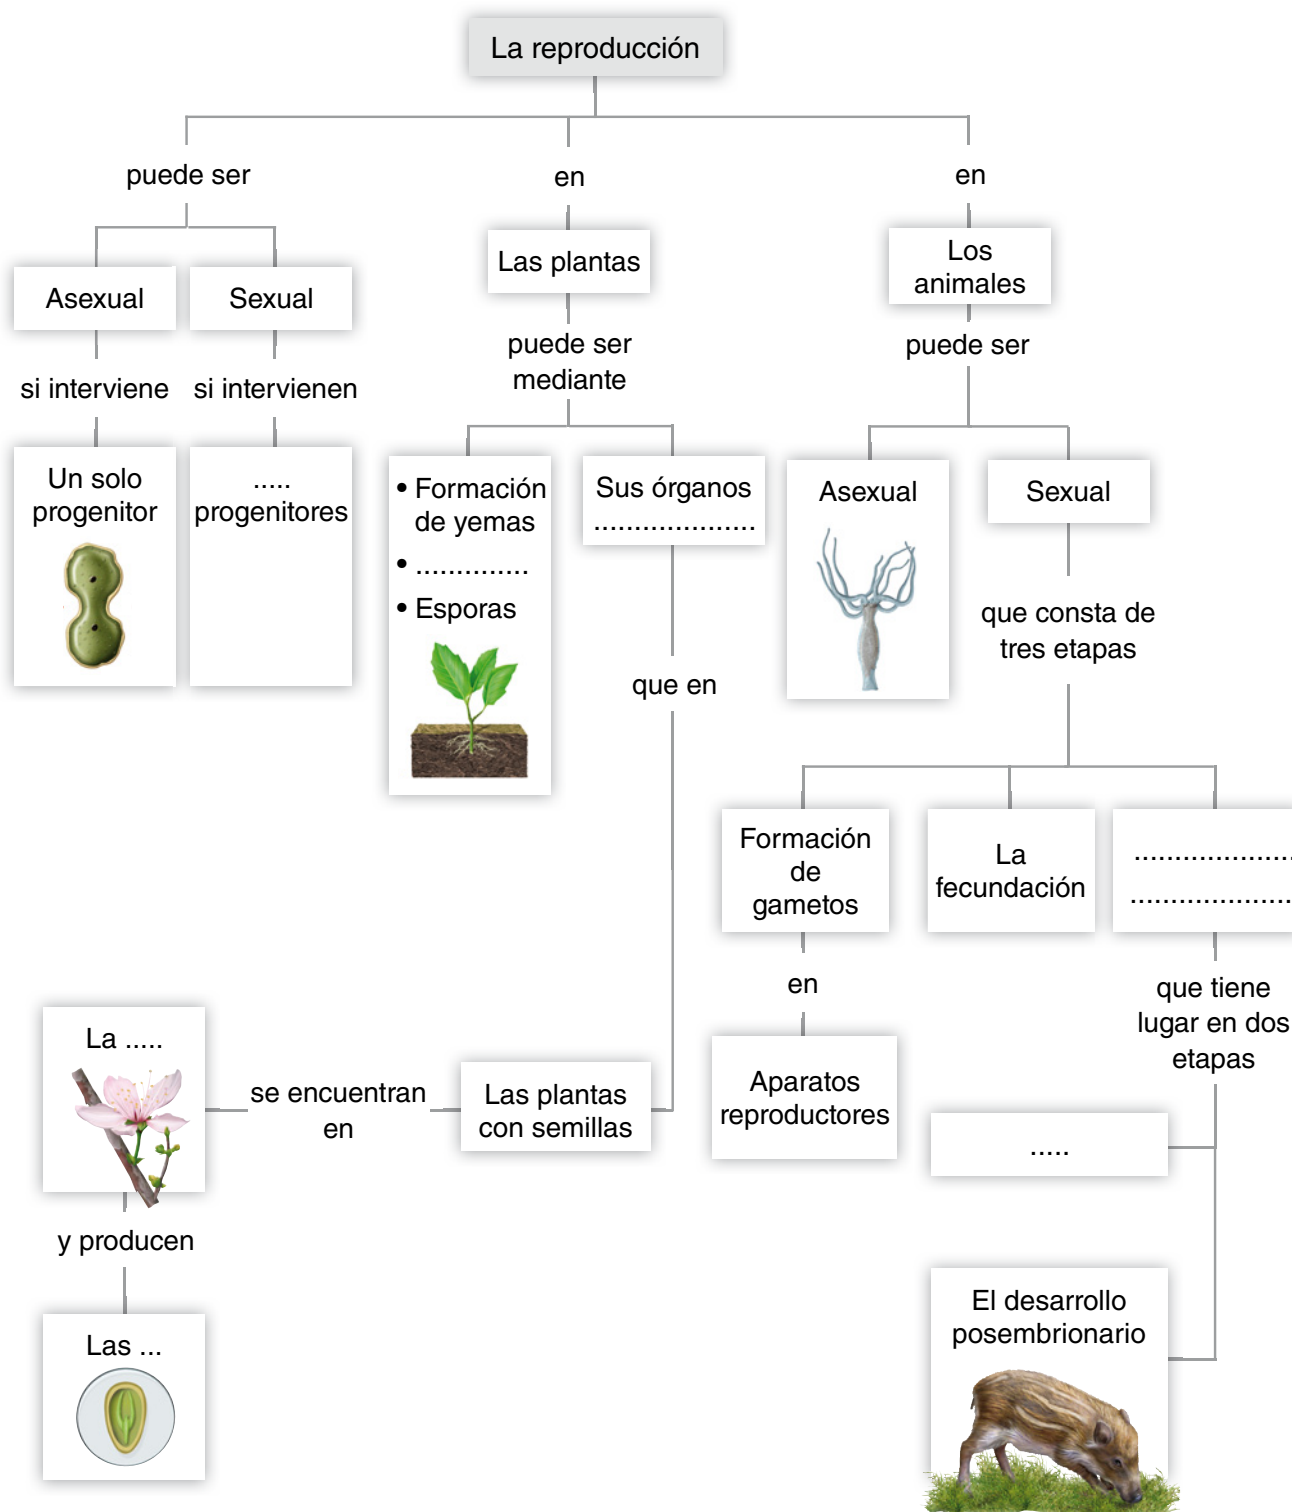 La reproducción
puede ser
en
en
Asexual
Sexual
Las plantas
Los
animales
si interviene
si intervienen
puede ser
mediante
puede ser
Un solo
progenitor
.....
progenitores
• Formación
de yemas
• ..............
• Esporas
Sus órganos
....................
Asexual
Sexual
que en
que consta de
tres etapas
Formación
de
gametos
La
fecundación
....................
....................
en
que tiene
lugar en dos
etapas
La .....
se encuentran
en
Las plantas
con semillas
Aparatos
reproductores
.....
y producen
Las ...
El desarrollo
posembrionario